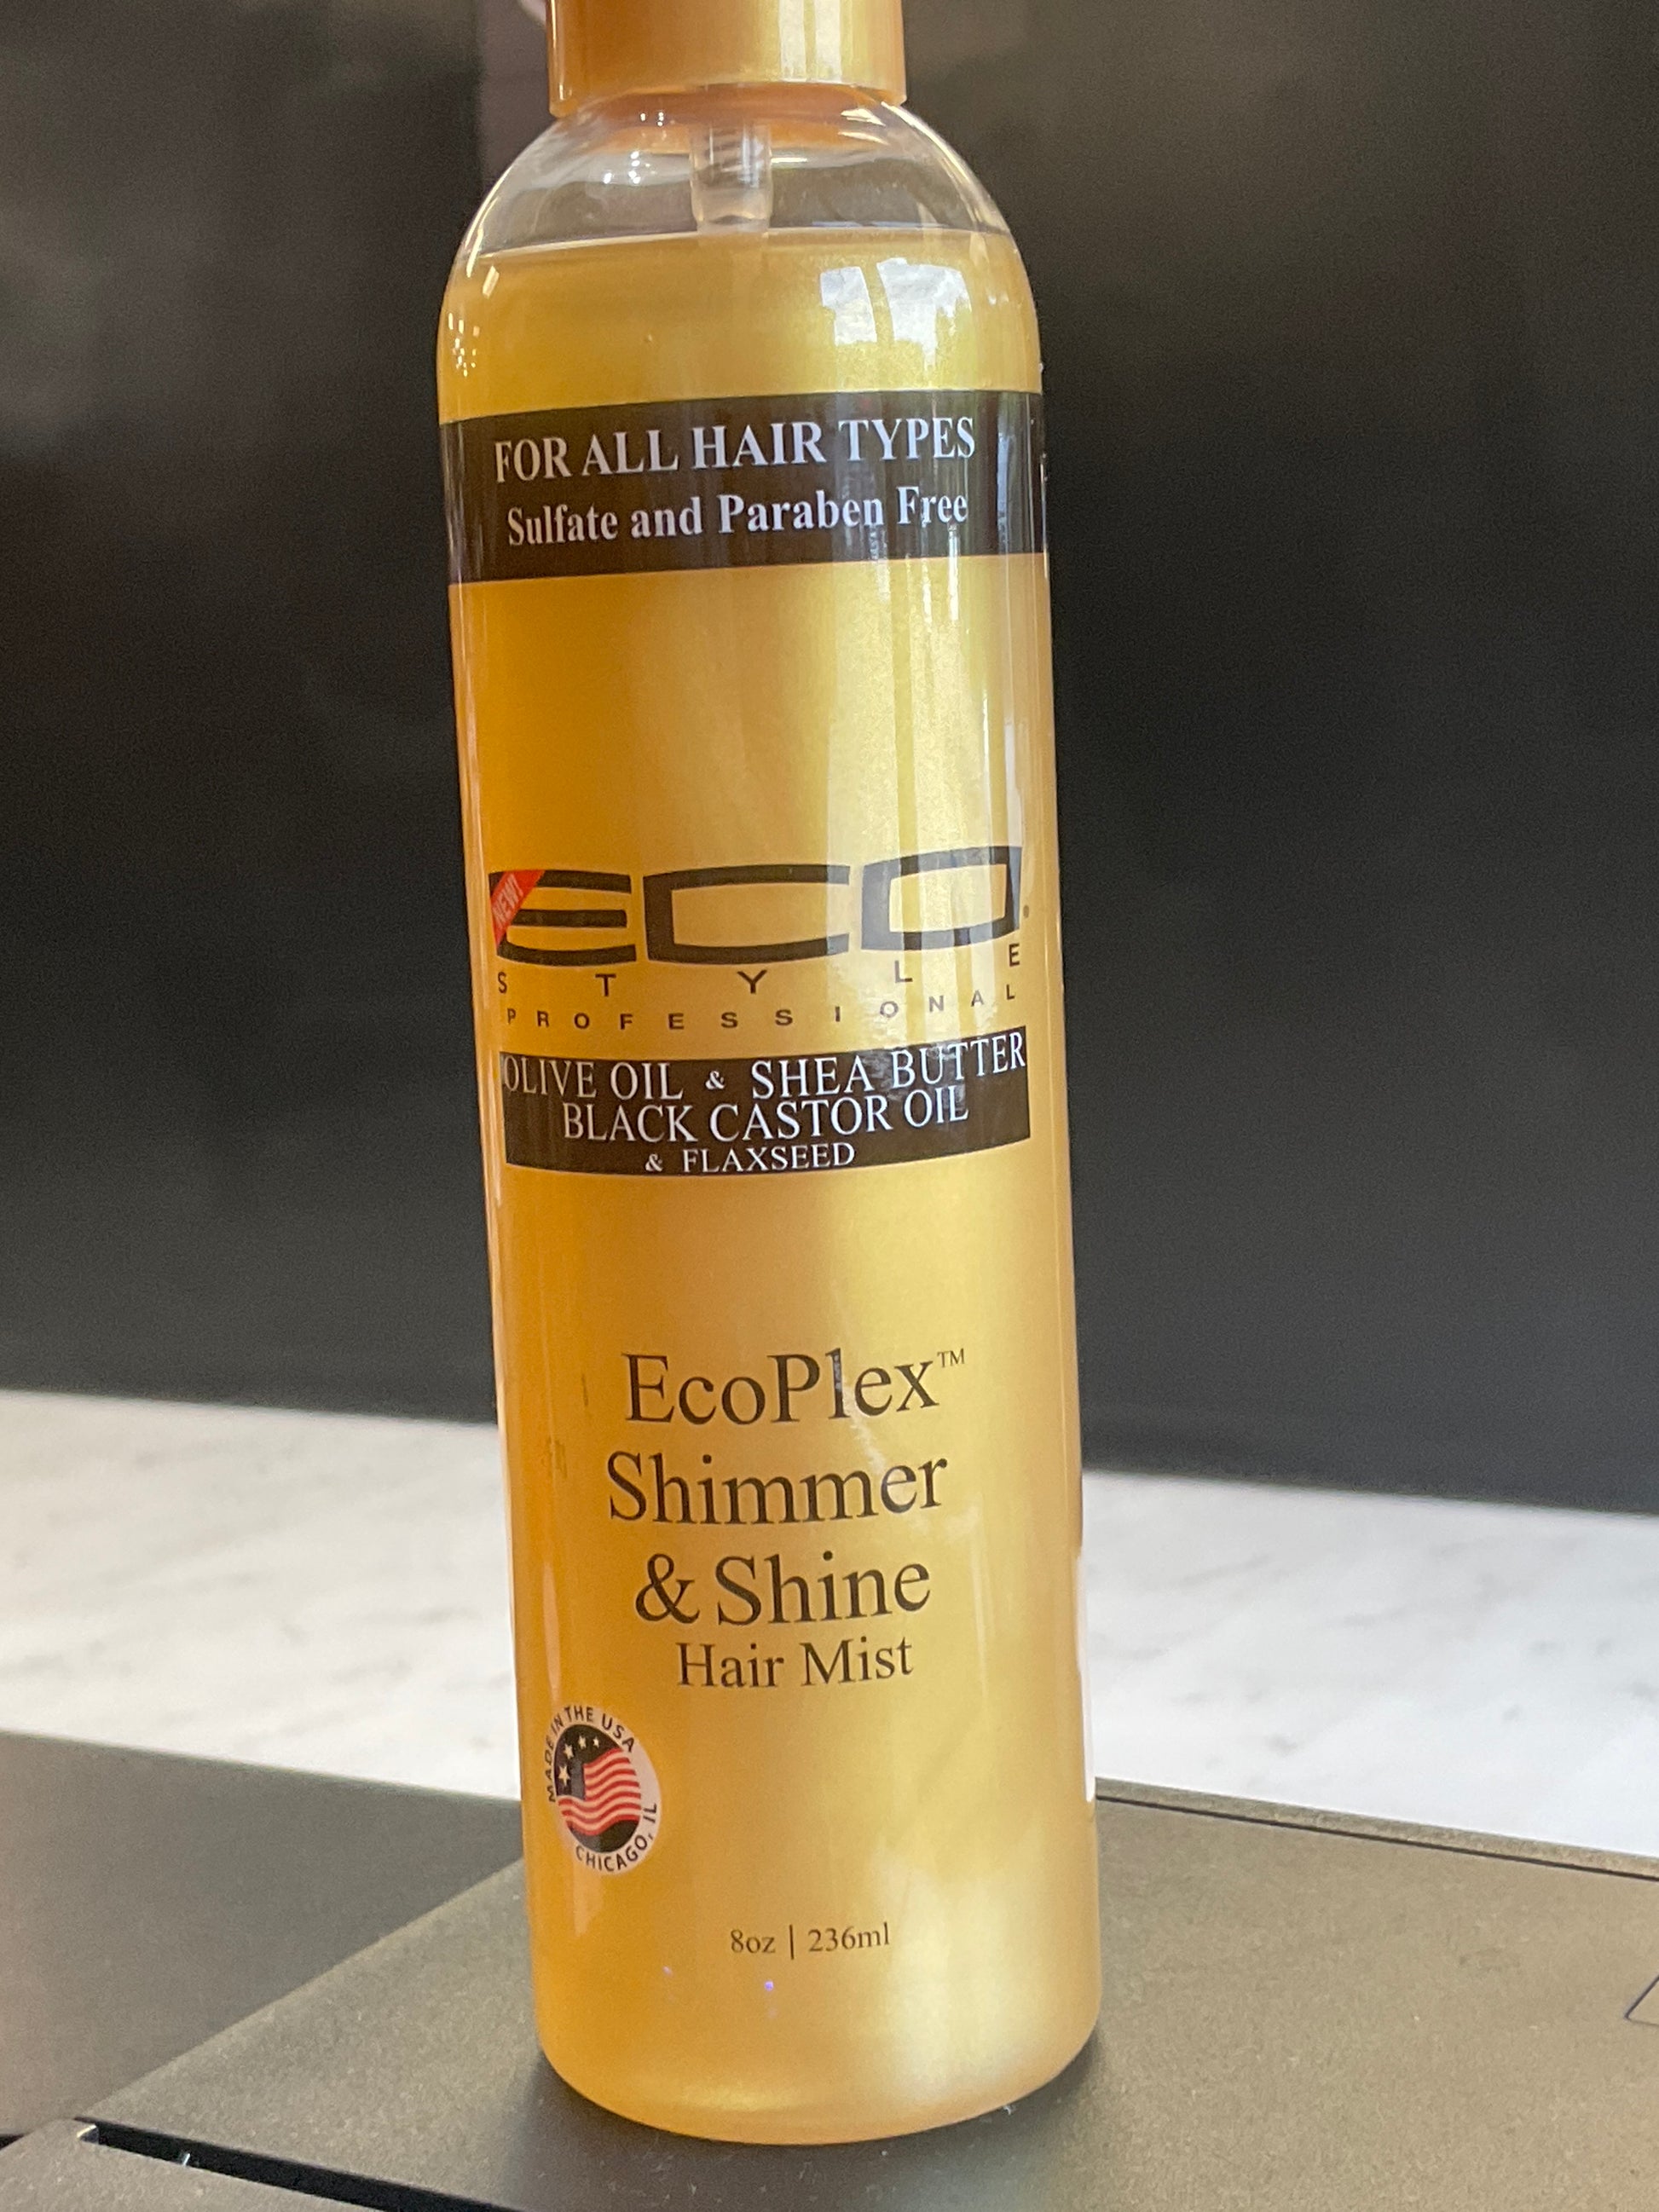 FOR ALL HAIR TYPES
Sulfate and Paraben Free
NEW!
ECO®
STYLE
PROFESSIONAL
OLIVE OIL & SHEA BUTTER
BLACK CASTOR OIL
& FLAXSEED
EcoPlex™
Shimmer
& Shine
Hair Mist
MADE IN THE USA
CHICAGO, IL
8oz | 236ml